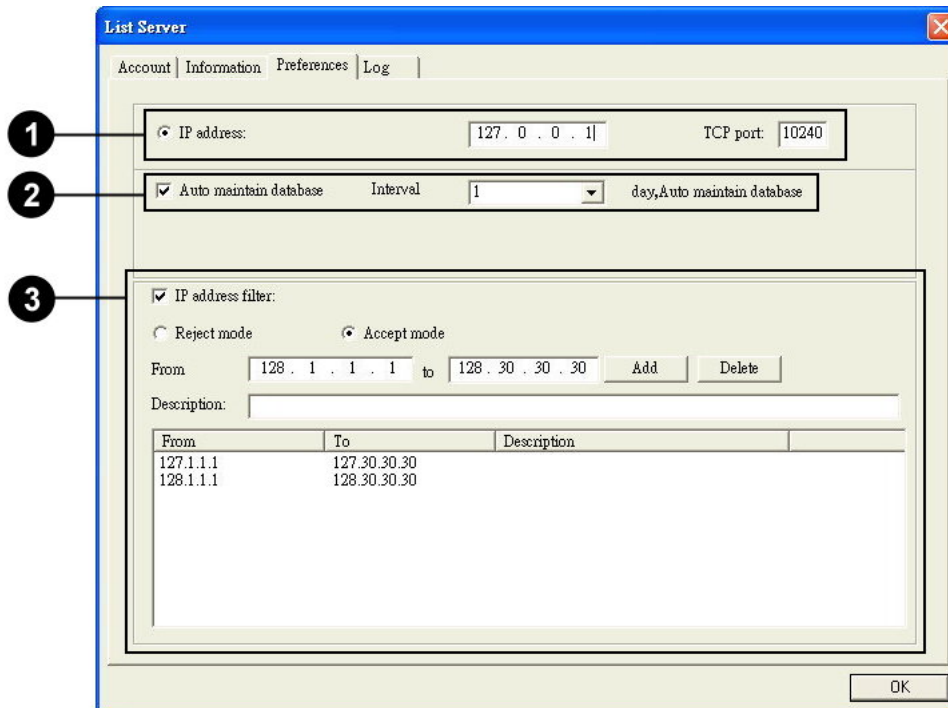 List Server
Account Information Preferences Log
1 IP address: 127 . 0 . 0 . 1 TCP port: 10240
2 Auto maintain database Interval 1 day,Auto maintain database
3 IP address filter:
Reject mode Accept mode
From 128 . 1 . 1 . 1 to 128 . 30 . 30 . 30 Add Delete
Description:
From To Description
127.1.1.1 127.30.30.30
128.1.1.1 128.30.30.30
OK